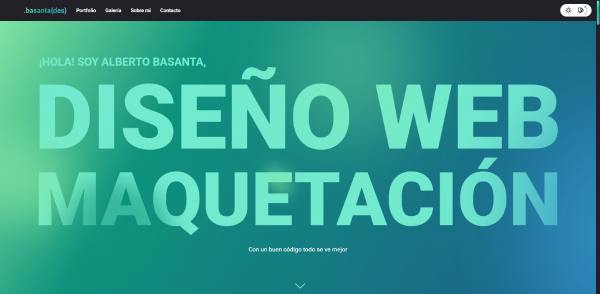 .basanta{des} Portfolio Galería Sobre mí Contacto
¡HOLA! SOY ALBERTO BASANTA,
DISEÑO WEB
MAQUETACIÓN
Con un buen código todo se ve mejor